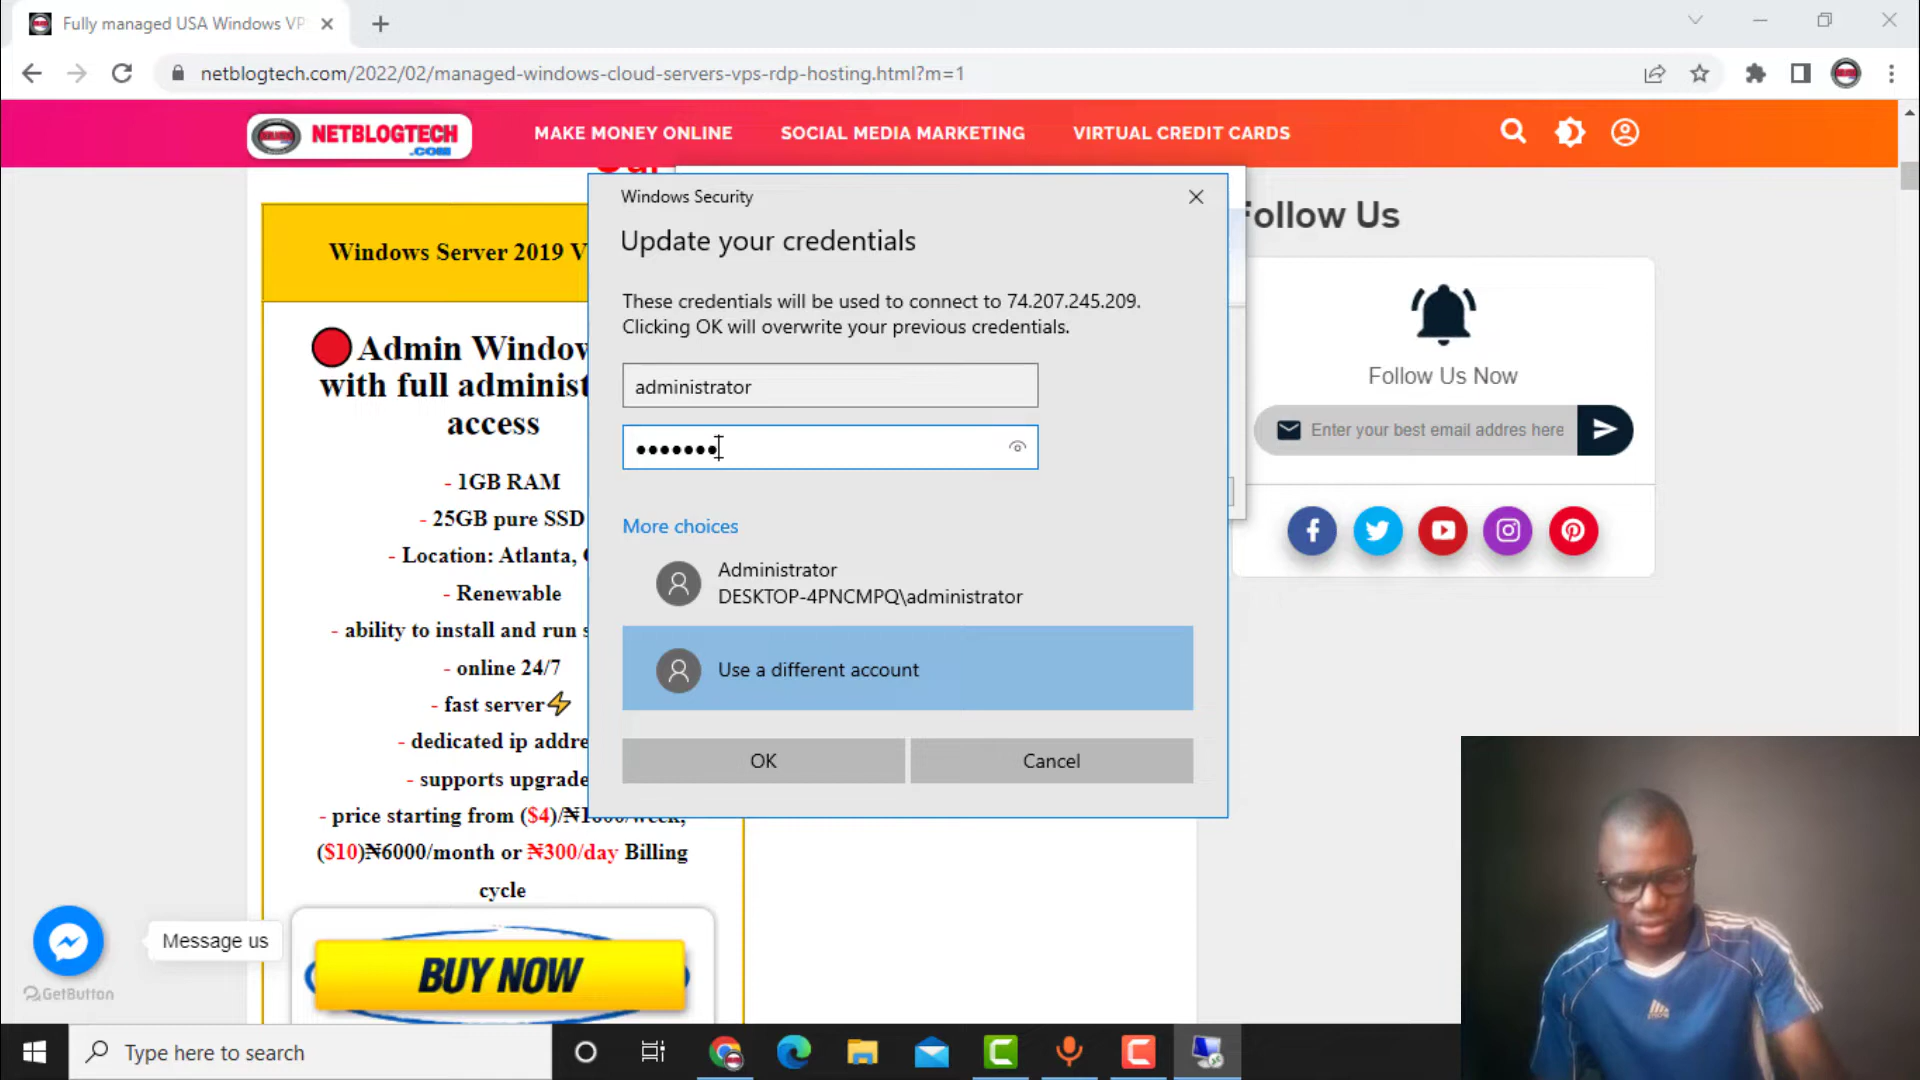 Fully managed USA Windows VP
netblogtech.com/2022/02/managed-windows-cloud-servers-vps-rdp-hosting.html?m=1
NETBLOGTECH
.COM
MAKE MONEY ONLINE
SOCIAL MEDIA MARKETING
VIRTUAL CREDIT CARDS
Windows Server 2019 V
Admin Window
with full administ
access
- 1GB RAM
- 25GB pure SSD
- Location: Atlanta,
- Renewable
- ability to install and run s
- online 24/7
- fast server
- dedicated ip addre
- supports upgrade
- price starting from ($4)/₦1600/week,
($10)₦6000/month or ₦300/day Billing
cycle
BUY NOW
Message us
GetButton
Windows Security
Update your credentials
These credentials will be used to connect to 74.207.245.209.
Clicking OK will overwrite your previous credentials.
administrator
More choices
Administrator
DESKTOP-4PNCMPQ\administrator
Use a different account
OK
Cancel
Follow Us
Follow Us Now
Enter your best email addres here
Type here to search